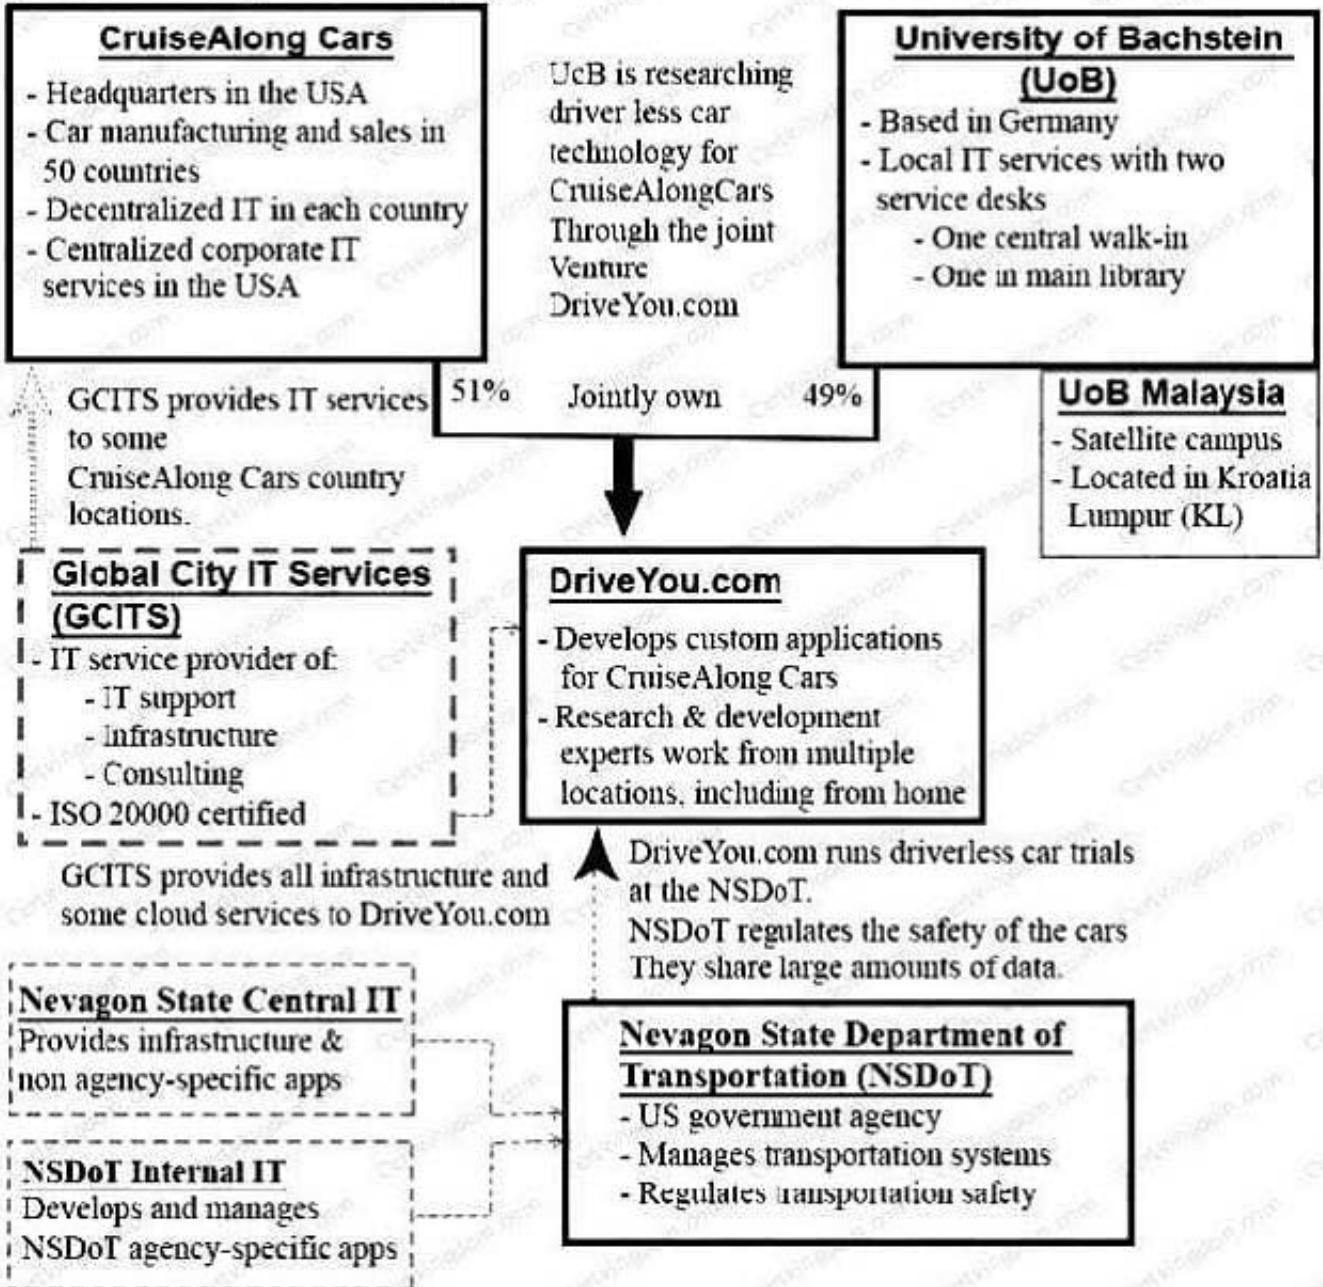 CruiseAlong Cars
- Headquarters in the USA
- Car manufacturing and sales in
50 countries
- Decentralized IT in each country
- Centralized corporate IT
services in the USA
UcB is researching
driver less car
technology for
CruiseAlongCars
Through the joint
Venture
DriveYou.com
University of Bachstein
(UoB)
- Based in Germany
- Local IT services with two
service desks
- One central walk-in
- One in main library
51% Jointly own 49%
UoB Malaysia
- Satellite campus
- Located in Kroatia
Lumpur (KL)
GCITS provides IT services
to some
CruiseAlong Cars country
locations.
Global City IT Services
(GCITS)
- IT service provider of:
- IT support
- Infrastructure
- Consulting
- ISO 20000 certified
DriveYou.com
- Develops custom applications
for CruiseAlong Cars
- Research & development
experts work from multiple
locations, including from home
GCITS provides all infrastructure and
some cloud services to DriveYou.com
DriveYou.com runs driverless car trials
at the NSDoT.
NSDoT regulates the safety of the cars
They share large amounts of data.
Nevagon State Central IT
Provides infrastructure &
non agency-specific apps
NSDoT Internal IT
Develops and manages
NSDoT agency-specific apps
Nevagon State Department of
Transportation (NSDoT)
- US government agency
- Manages transportation systems
- Regulates transportation safety